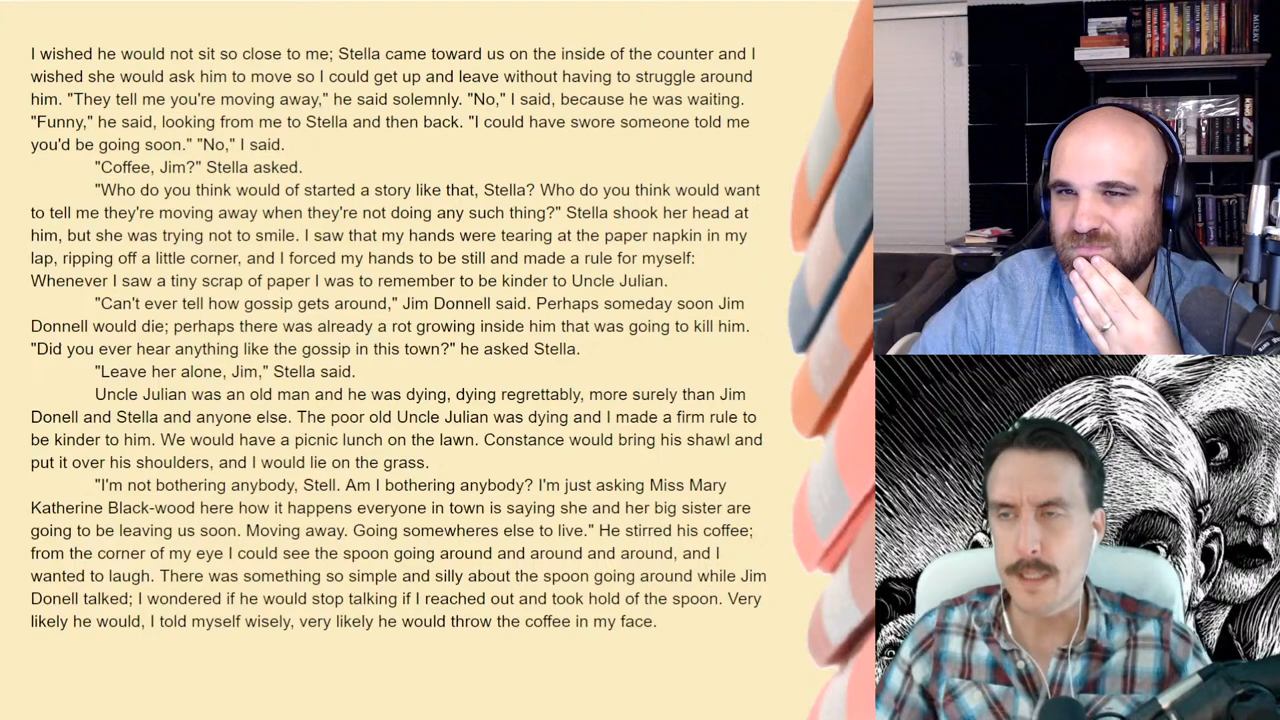 I wished he would not sit so close to me; Stella came toward us on the inside of the counter and I
wished she would ask him to move so I could get up and leave without having to struggle around
him. "They tell me you're moving away," he said solemnly. "No," I said, because he was waiting.
"Funny," he said, looking from me to Stella and then back. "I could have swore someone told me
you'd be going soon." "No," I said.
"Coffee, Jim?" Stella asked.
"Who do you think would of started a story like that, Stella? Who do you think would want
to tell me they're moving away when they're not doing any such thing?" Stella shook her head at
him, but she was trying not to smile. I saw that my hands were tearing at the paper napkin in my
lap, ripping off a little corner, and I forced my hands to be still and made a rule for myself:
Whenever I saw a tiny scrap of paper I was to remember to be kinder to Uncle Julian.
"Can't ever tell how gossip gets around," Jim Donnell said. Perhaps someday soon Jim
Donnell would die; perhaps there was already a rot growing inside him that was going to kill him.
"Did you ever hear anything like the gossip in this town?" he asked Stella.
"Leave her alone, Jim," Stella said.
Uncle Julian was an old man and he was dying, dying regrettably, more surely than Jim
Donell and Stella and anyone else. The poor old Uncle Julian was dying and I made a firm rule to
be kinder to him. We would have a picnic lunch on the lawn. Constance would bring his shawl and
put it over his shoulders, and I would lie on the grass.
"I'm not bothering anybody, Stell. Am I bothering anybody? I'm just asking Miss Mary
Katherine Black-wood here how it happens everyone in town is saying she and her big sister are
going to be leaving us soon. Moving away. Going somewheres else to live." He stirred his coffee;
from the corner of my eye I could see the spoon going around and around and around, and I
wanted to laugh. There was something so simple and silly about the spoon going around while Jim
Donell talked; I wondered if he would stop talking if I reached out and took hold of the spoon. Very
likely he would, I told myself wisely, very likely he would throw the coffee in my face.
MISERY
KING